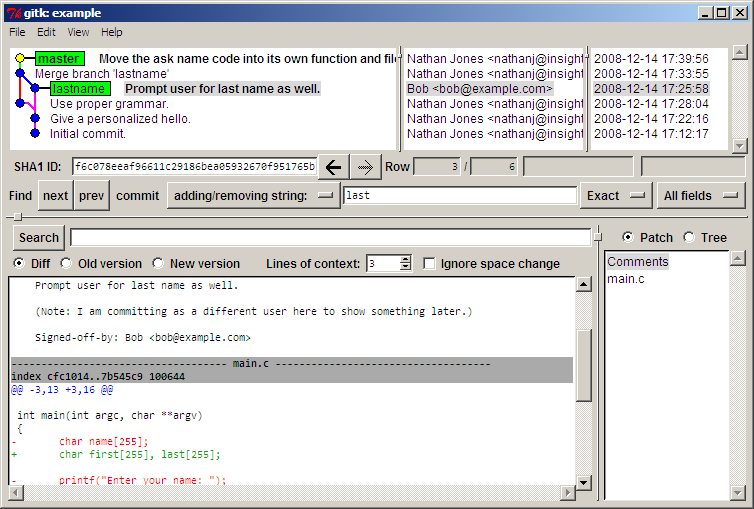 gitk: example
File Edit View Help
master Move the ask name code into its own function and file Nathan Jones <nathanj@insight 2008-12-14 17:39:56
Merge branch 'lastname' Nathan Jones <nathanj@insight 2008-12-14 17:33:55
lastname Prompt user for last name as well. Bob <bob@example.com> 2008-12-14 17:25:58
Use proper grammar. Nathan Jones <nathanj@insight 2008-12-14 17:28:04
Give a personalized hello. Nathan Jones <nathanj@insight 2008-12-14 17:22:16
Initial commit. Nathan Jones <nathanj@insight 2008-12-14 17:12:17
SHA1 ID: f6c078eeaf96611c29186bea05932670f951765b Row 3 / 6
Find next prev commit adding/removing string: last Exact All fields
Search Patch Tree
Diff Old version New version Lines of context: 3 Ignore space change
Comments
main.c
Prompt user for last name as well.
(Note: I am committing as a different user here to show something later.)
Signed-off-by: Bob <bob@example.com>
--------------------------------- main.c ---------------------------------
index cfc1014..7b545c9 100644
@@ -3,13 +3,16 @@
int main(int argc, char **argv)
{
- char name[255];
+ char first[255], last[255];
- printf("Enter your name: ");